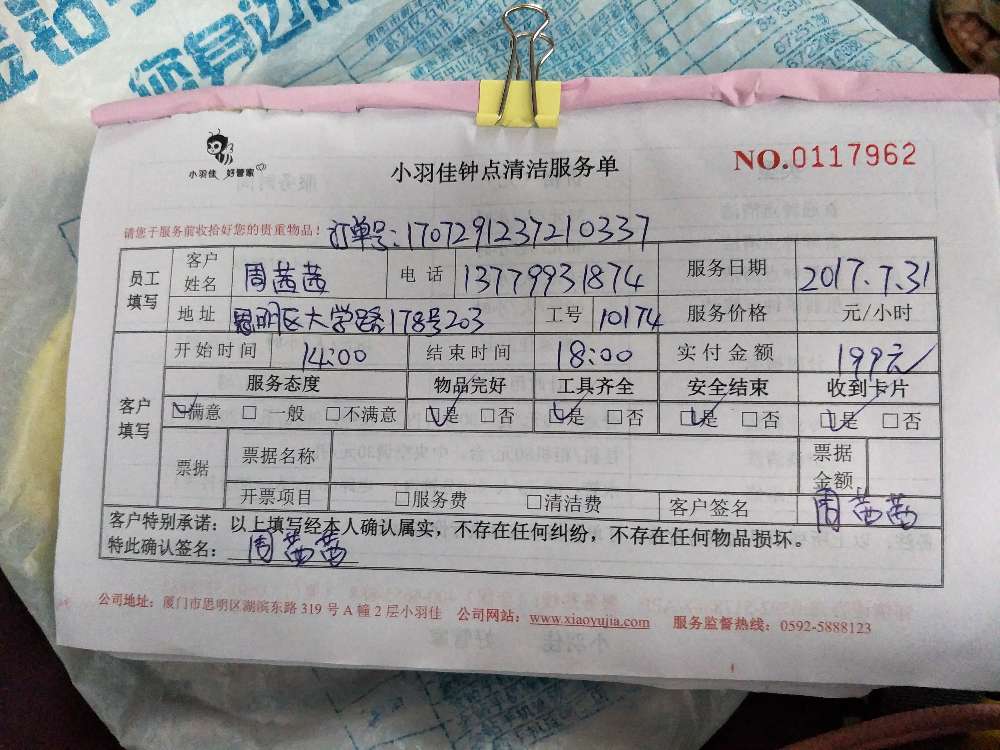 小羽佳 好管家
小羽佳钟点清洁服务单
NO.0117962
请您于服务前收拾好您的贵重物品！
订单号：1707291237210337
员工填写 客户姓名 周茜茜 电话 13779931874 服务日期 2017.7.31
地址 思明区大学路178号203 工号 10174 服务价格 元/小时
客户填写 开始时间 14:00 结束时间 18:00 实付金额 199元
服务态度 物品完好 工具齐全 安全结束 收到卡片
☑满意 □一般 □不满意 ☑是 □否 ☑是 □否 ☑是 □否 ☑是 □否
票据 票据名称 票据金额
开票项目 □服务费 □清洁费 客户签名 周茜茜
客户特别承诺：以上填写经本人确认属实，不存在任何纠纷，不存在任何物品损坏。
特此确认签名： 周茜茜
公司地址：厦门市思明区湖滨东路319号A幢2层小羽佳 公司网站：www.xiaoyujia.com 服务监督热线：0592-5888123